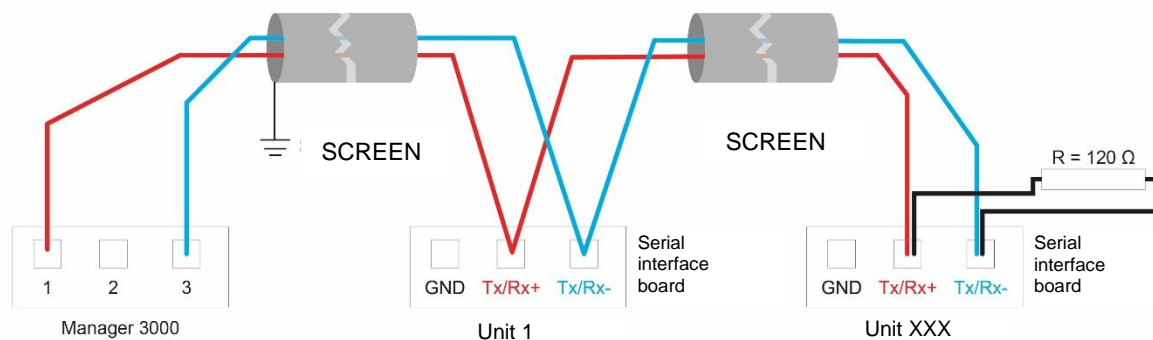 SCREEN
SCREEN
R = 120 Ω
1 2 3
Manager 3000
GND Tx/Rx+ Tx/Rx-
Serial
interface
board
Unit 1
GND Tx/Rx+ Tx/Rx-
Serial
interface
board
Unit XXX